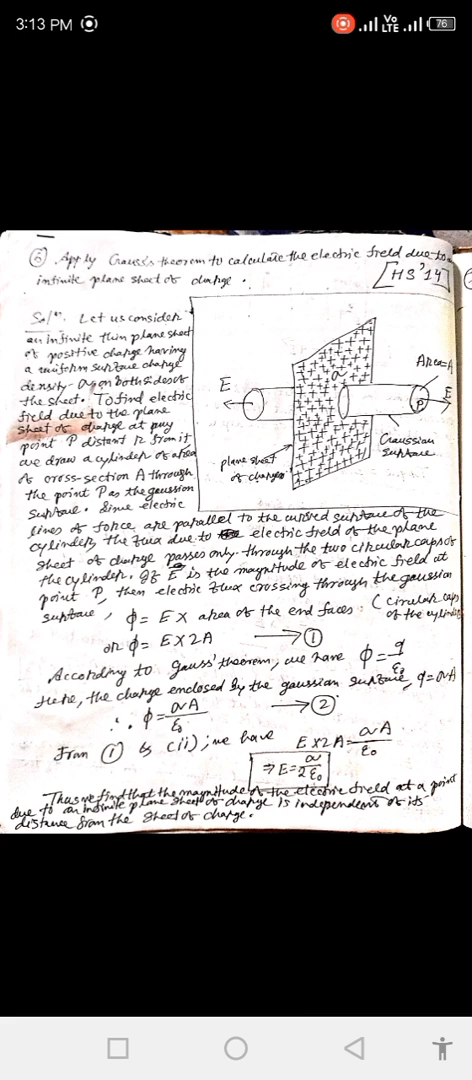 3:13 PM
Vo
LTE
76
⑥. Apply Gauss's theorem to calculate the electric field due to
infinite plane sheet of charge.
[HS'14]
Solⁿ. Let us consider
an infinite thin plane sheet
of positive charge having
a uniform surface charge
density σ on both sides of
the sheet. To find electric
field due to the plane
sheet of charge at any
point P distant r from it
we draw a cylinder of area
of cross-section A through
the point P as the gaussian
surface. Since electric
E
σ
Area=A
E
P
Gaussian
surface
plane sheet
of charges
lines of force are parallel to the curved surface of the
cylinder, the flux due to electric field of the plane
sheet of charge passes only through the two circular caps of
the cylinder. If E is the magnitude of electric field at
point P, then electric flux crossing through the gaussian
surface,
ϕ = E X area of the end faces. (circular caps
of the cylinder
or ϕ = E X 2A → ①
According to gauss' theorem, we have ϕ = q/ε₀
Here, the charge enclosed by the gaussian surface, q = σA
∴ ϕ = σA/ε₀ → ②
From ① & (ii); we have E X 2A = σA/ε₀
⇒ E = σ/2ε₀
Thus we find that the magnitude of the electric field at a point
due to an infinite plane sheet of charge is independent of its
distance from the sheet of charge.